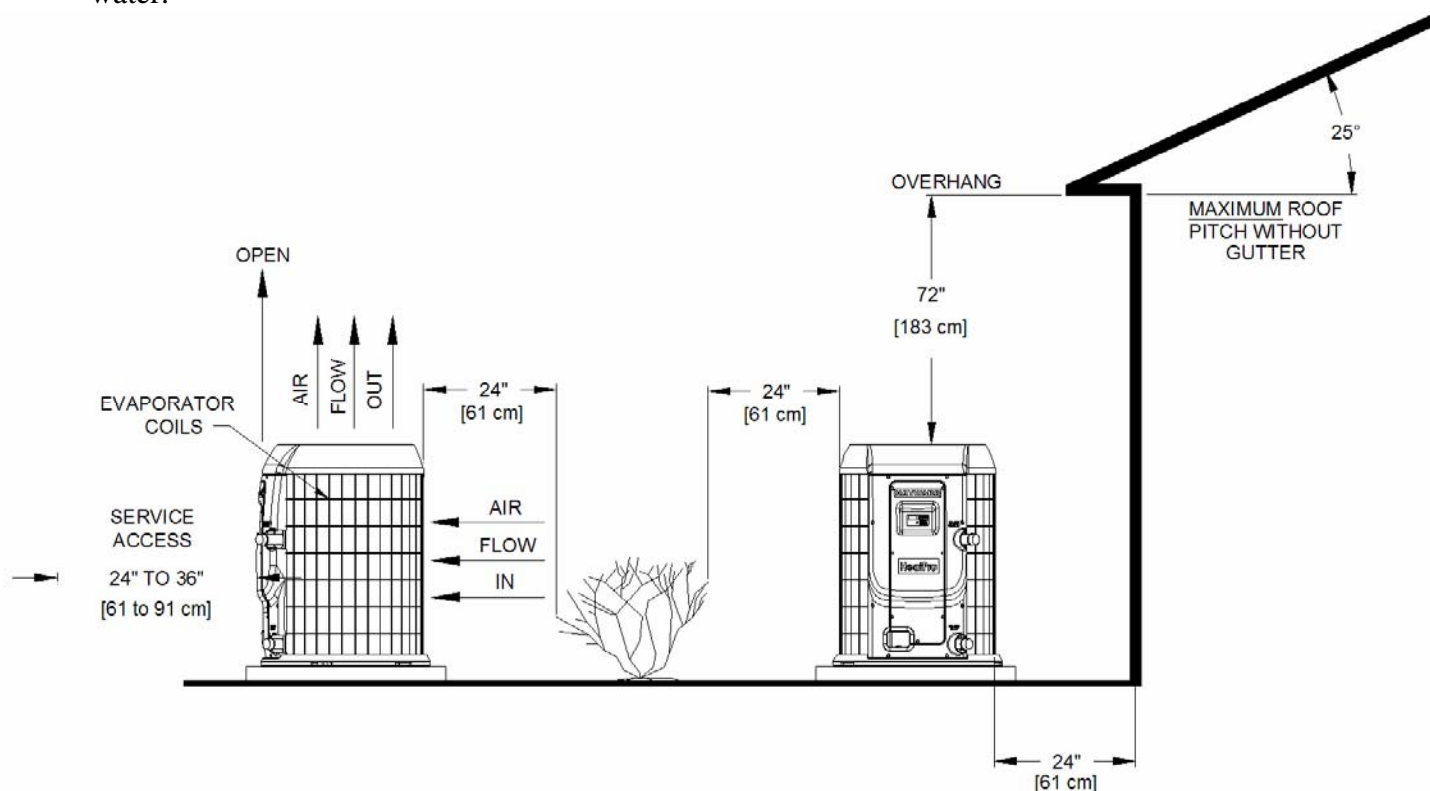 water.
25°
OVERHANG
MAXIMUM ROOF
PITCH WITHOUT
GUTTER
OPEN
72"
[183 cm]
AIR
FLOW
OUT
24"
[61 cm]
24"
[61 cm]
EVAPORATOR
COILS
SERVICE
ACCESS
24" TO 36"
[61 to 91 cm]
AIR
FLOW
IN
HAYWARD
HeatPro
24"
[61 cm]